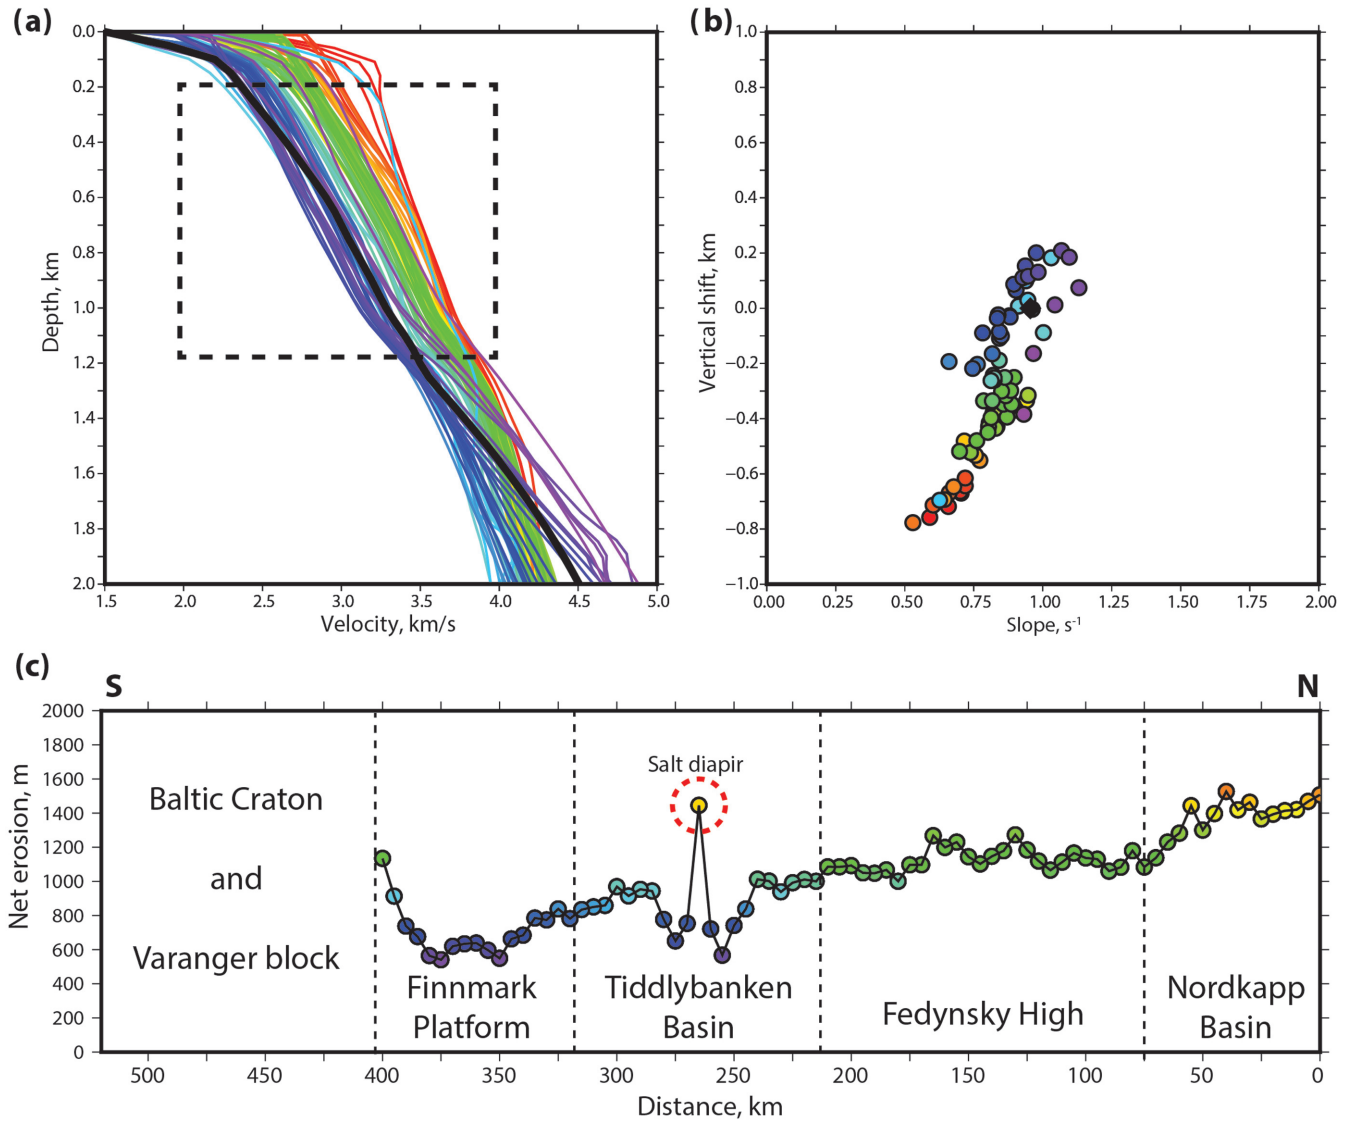 (a)
0.0
0.2
0.4
0.6
0.8
1.0
1.2
1.4
1.6
1.8
2.0
Depth, km
1.5 2.0 2.5 3.0 3.5 4.0 4.5 5.0
Velocity, km/s
(b)
1.0
0.8
0.6
0.4
0.2
0.0
−0.2
−0.4
−0.6
−0.8
−1.0
Vertical shift, km
0.00 0.25 0.50 0.75 1.00 1.25 1.50 1.75 2.00
Slope, s⁻¹
(c)
S N
2000
1800
1600
1400
1200
1000
800
600
400
200
0
Net erosion, m
Baltic Craton
and
Varanger block
Finnmark
Platform
Salt diapir
Tiddlybanken
Basin
Fedynsky High
Nordkapp
Basin
500 450 400 350 300 250 200 150 100 50 0
Distance, km